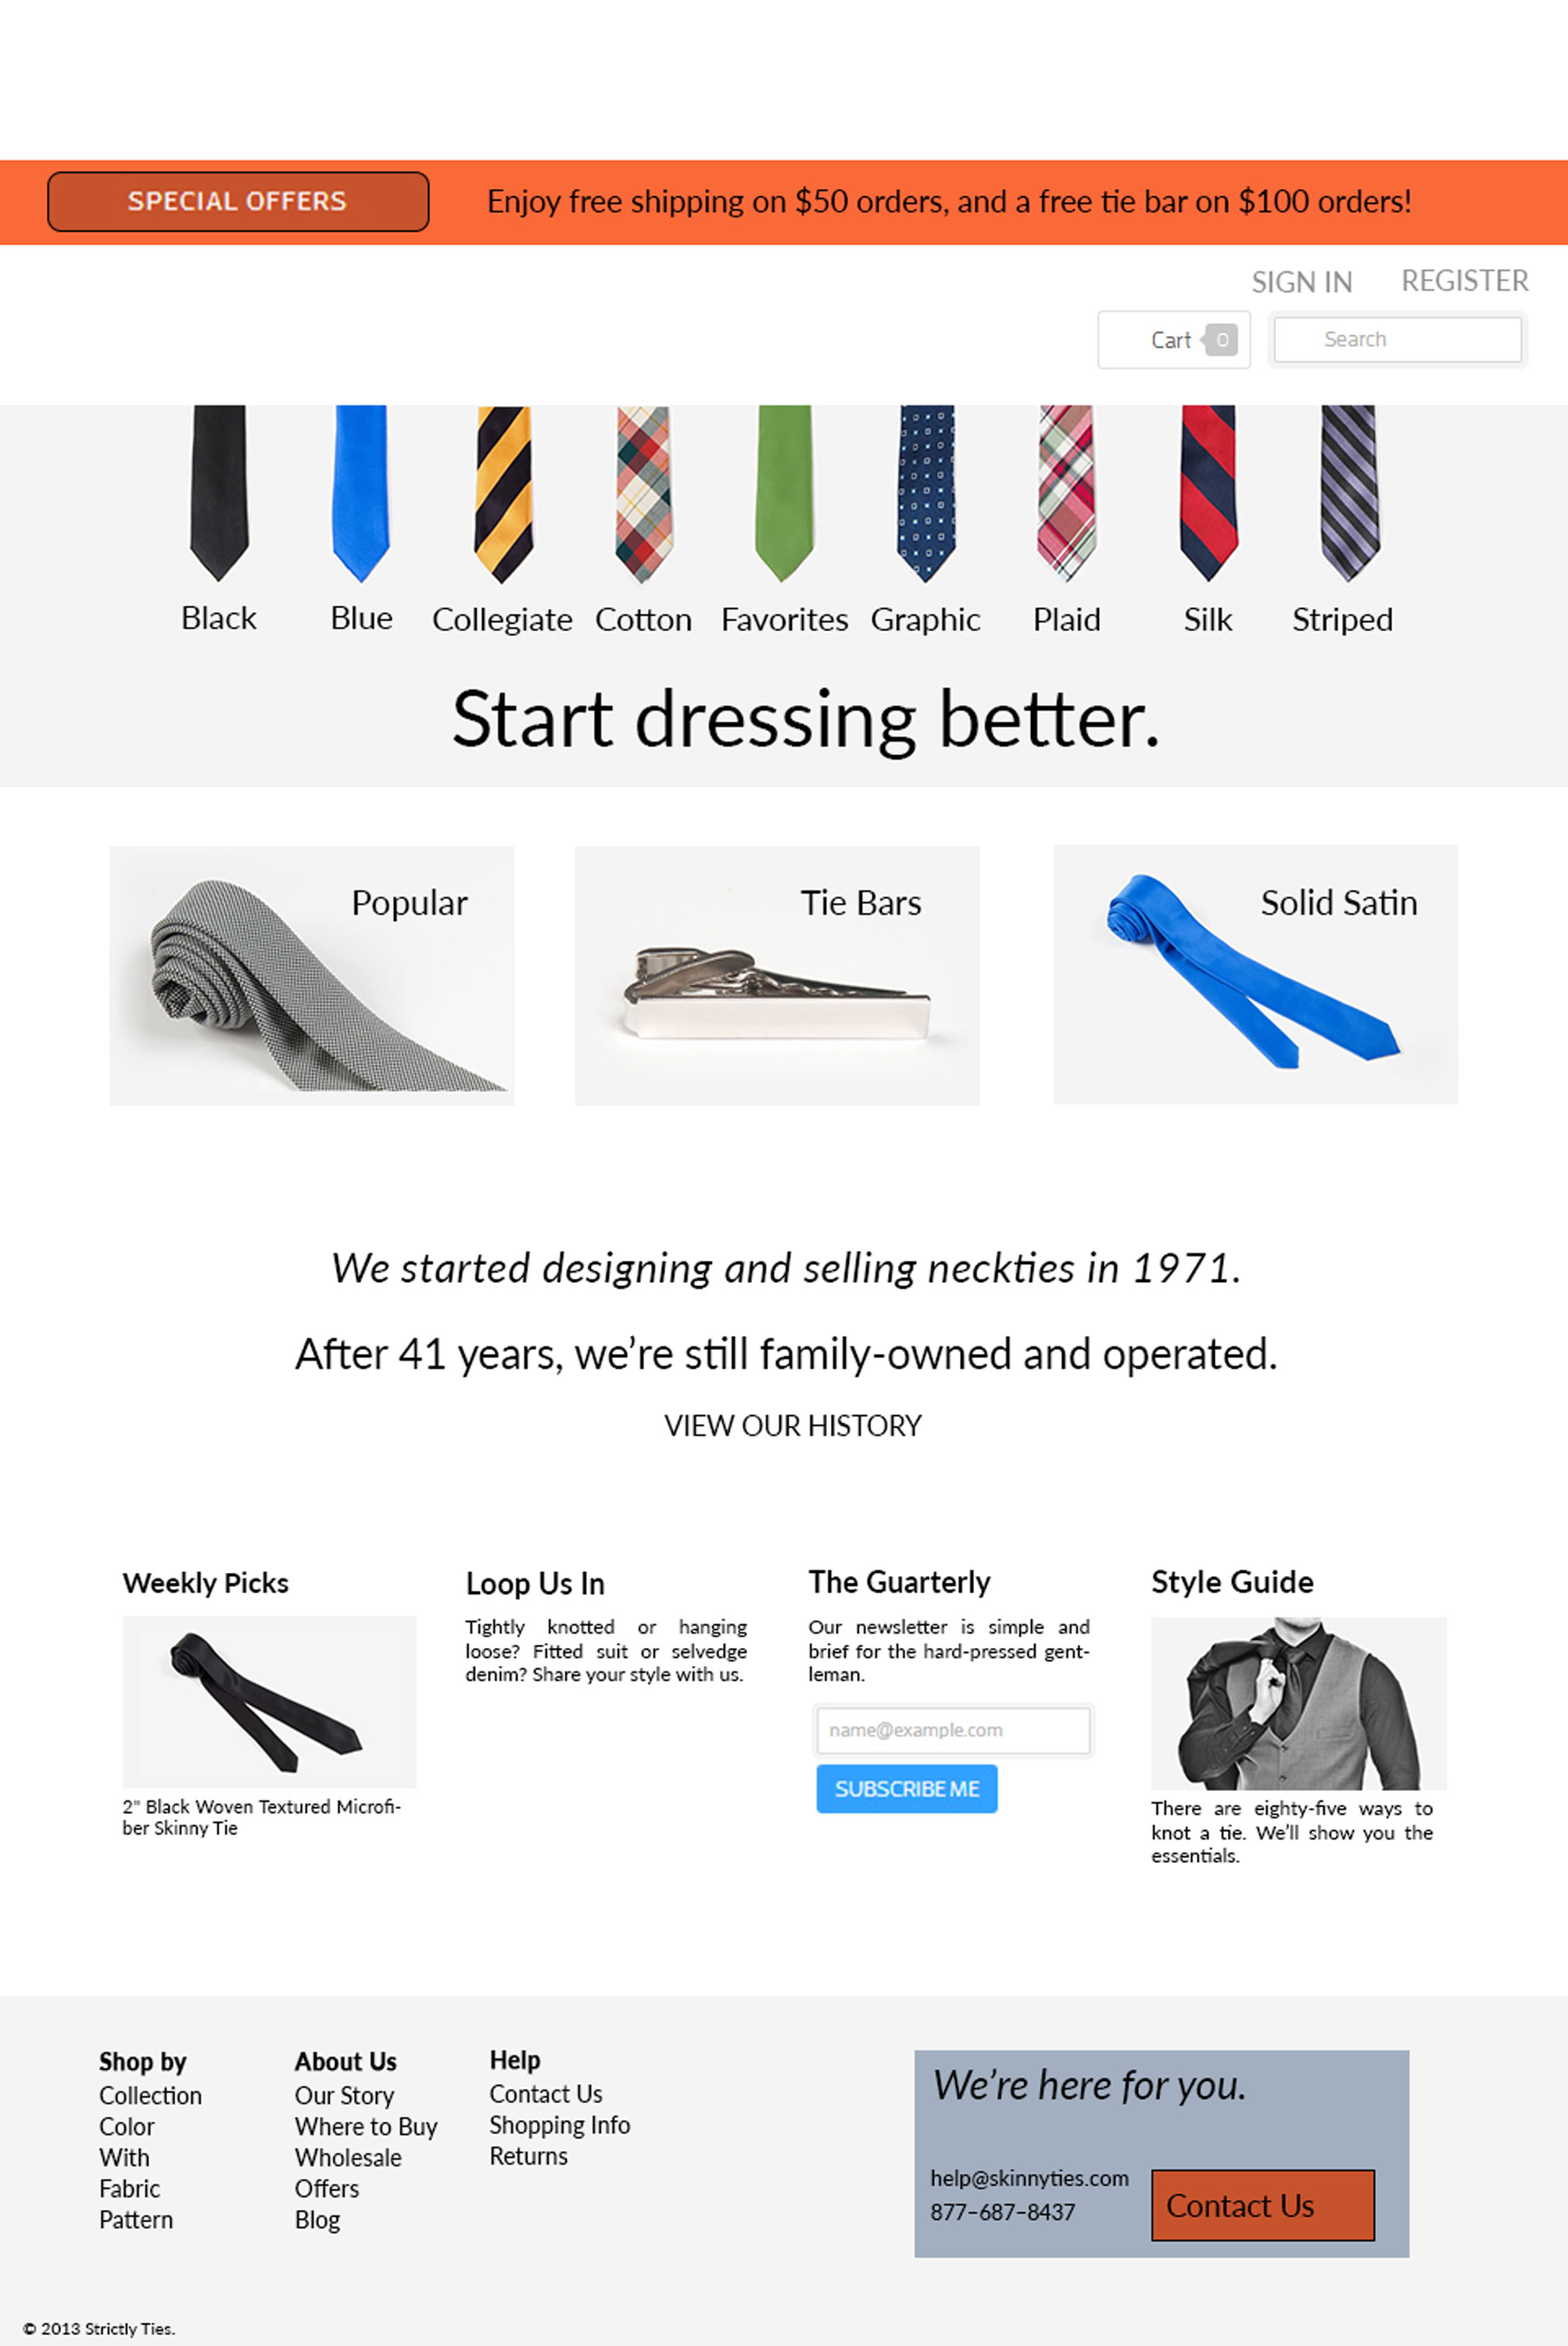 SPECIAL OFFERS
Enjoy free shipping on $50 orders, and a free tie bar on $100 orders!
SIGN IN
REGISTER
Cart
0
Search
Black
Blue
Collegiate
Cotton
Favorites
Graphic
Plaid
Silk
Striped
Start dressing better.
Popular
Tie Bars
Solid Satin
We started designing and selling neckties in 1971.
After 41 years, we’re still family-owned and operated.
VIEW OUR HISTORY
Weekly Picks
2" Black Woven Textured Microfi-
ber Skinny Tie
Loop Us In
Tightly knotted or hanging
loose? Fitted suit or selvedge
denim? Share your style with us.
The Guarterly
Our newsletter is simple and
brief for the hard-pressed gent-
leman.
name@example.com
SUBSCRIBE ME
Style Guide
There are eighty-five ways to
knot a tie. We’ll show you the
essentials.
Shop by
Collection
Color
With
Fabric
Pattern
About Us
Our Story
Where to Buy
Wholesale
Offers
Blog
Help
Contact Us
Shopping Info
Returns
We’re here for you.
help@skinnyties.com
877-687-8437
Contact Us
© 2013 Strictly Ties.